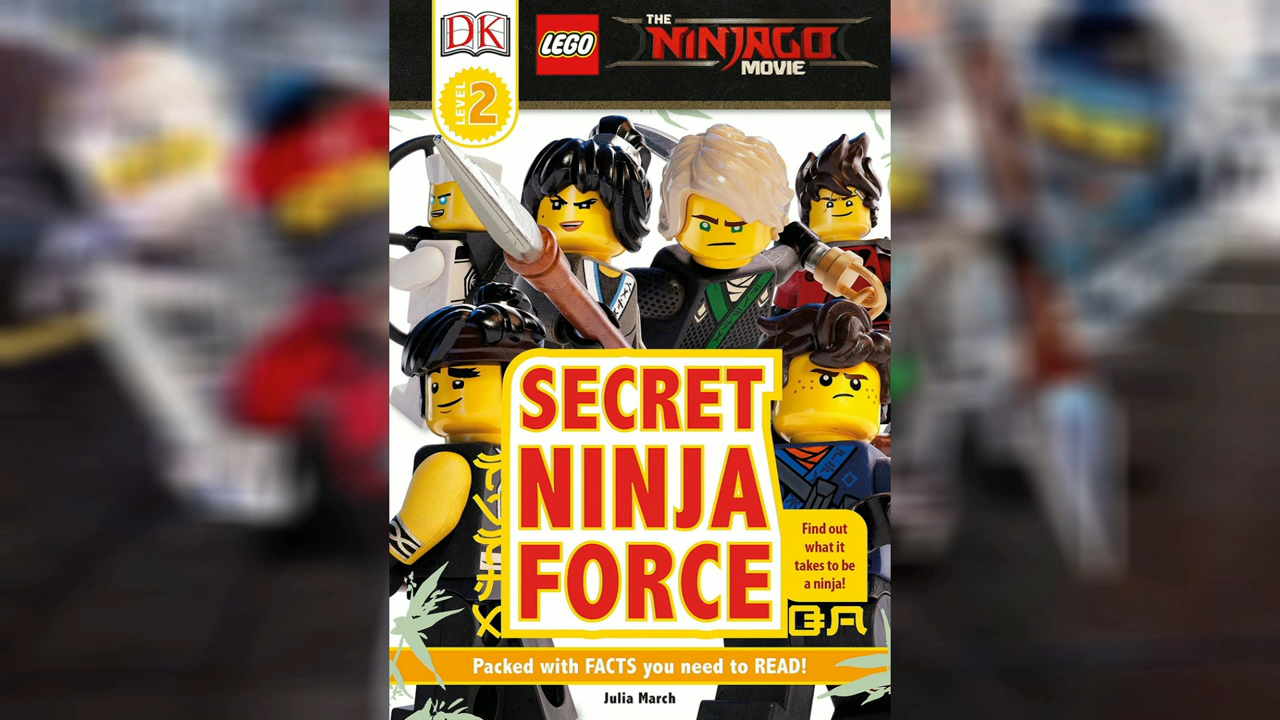 DK
LEGO
THE
NINJAGO
MOVIE
LEVEL 2
SECRET
NINJA
FORCE
Find out
what it
takes to be
a ninja!
Packed with FACTS you need to READ!
Julia March